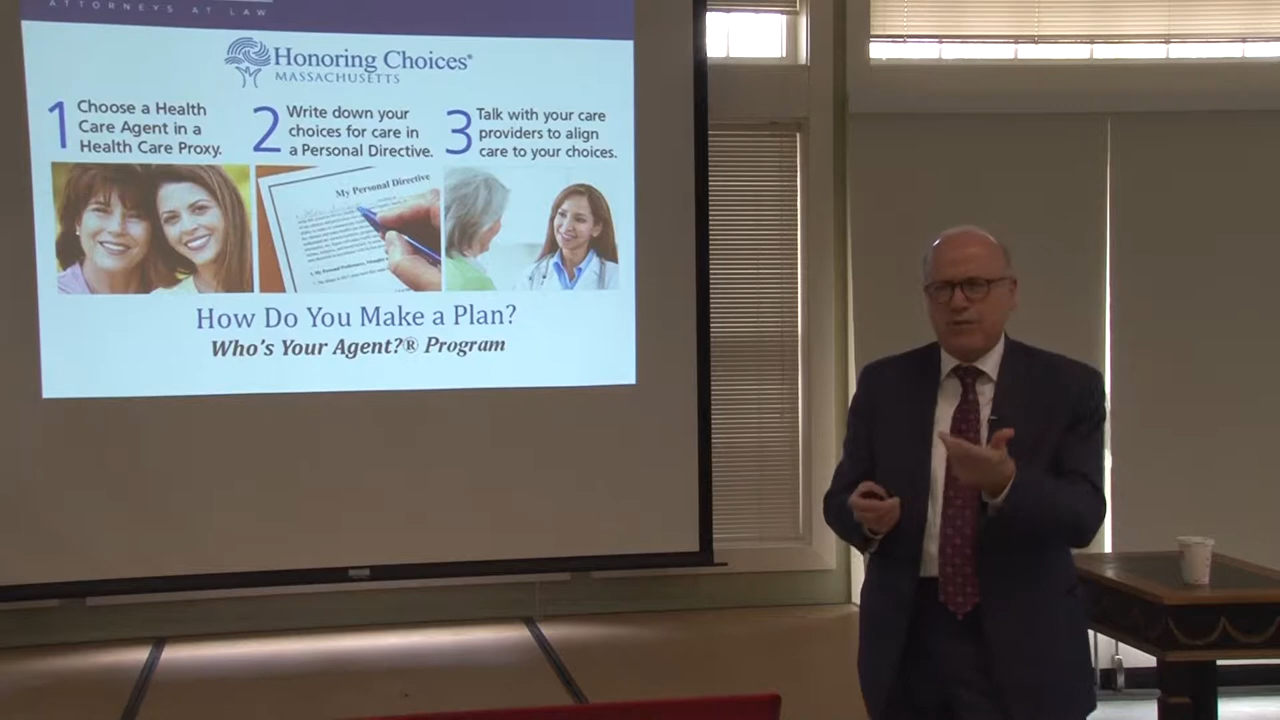 ATTORNEYS AT LAW
Honoring Choices®
MASSACHUSETTS
1 Choose a Health
Care Agent in a
Health Care Proxy.
2 Write down your
choices for care in
a Personal Directive.
3 Talk with your care
providers to align
care to your choices.
My Personal Directive
How Do You Make a Plan?
Who's Your Agent?® Program